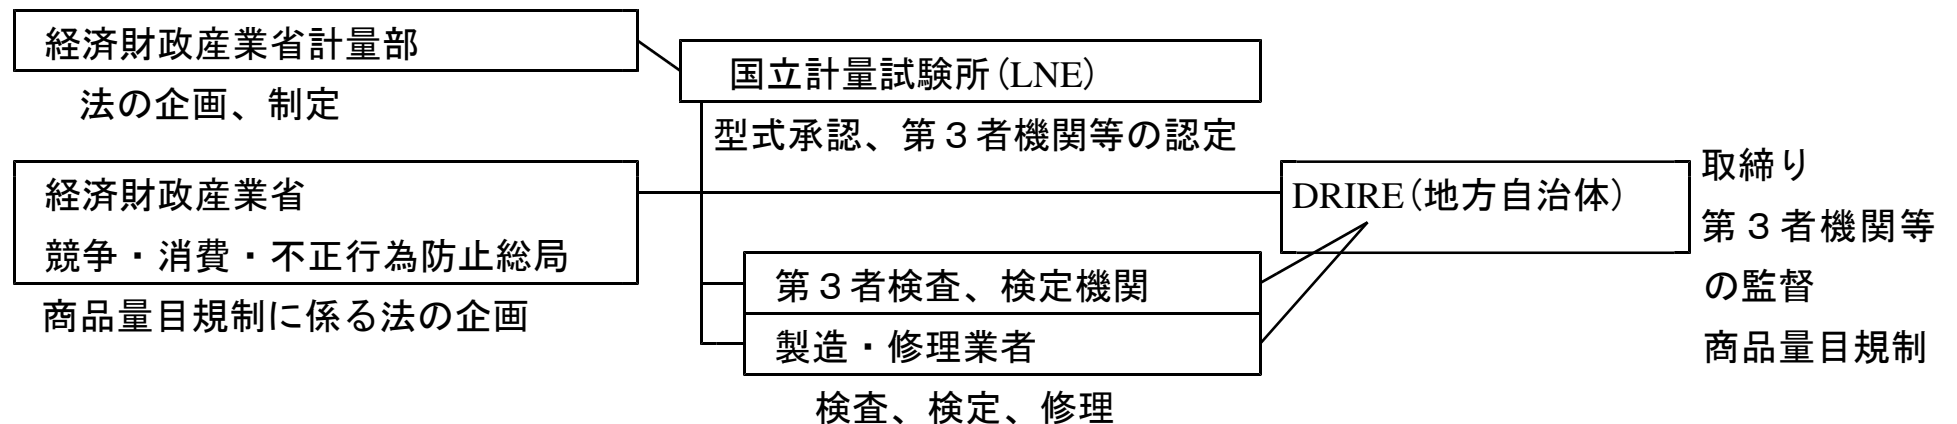 経済財政産業省計量部
法の企画、制定
国立計量試験所(LNE)
型式承認、第３者機関等の認定
経済財政産業省
競争・消費・不正行為防止総局
商品量目規制に係る法の企画
DRIRE(地方自治体)
取締り
第３者機関等
の監督
商品量目規制
第３者検査、検定機関
製造・修理業者
検査、検定、修理